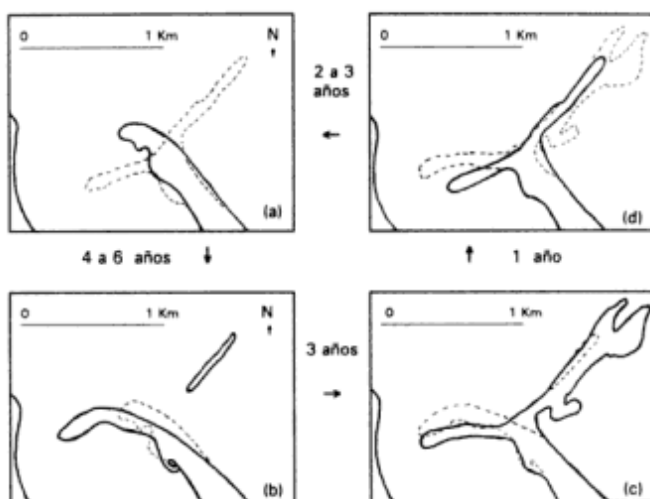 0 1 Km N
(a)
2 a 3
años
←
0 1 Km
(d)
4 a 6 años ↓
↑ 1 año
0 1 Km N
(b)
3 años
→
0 1 Km
(c)